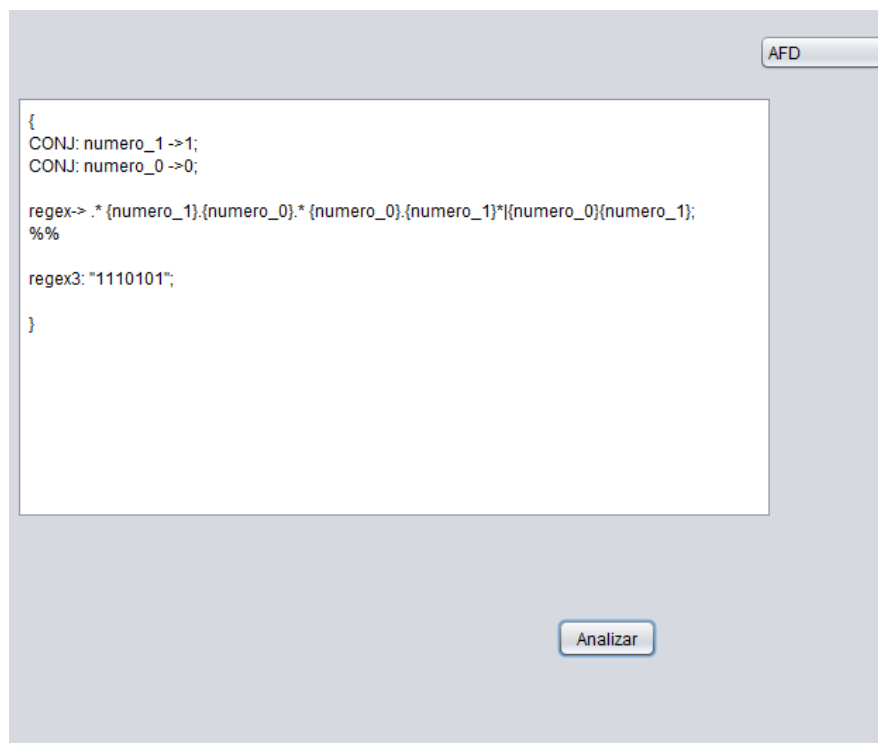 AFD
{
CONJ: numero_1 ->1;
CONJ: numero_0 ->0;
regex-> .* {numero_1}.{numero_0}.* {numero_0}.{numero_1}*|{numero_0}{numero_1};
%%
regex3: "1110101";
}
Analizar